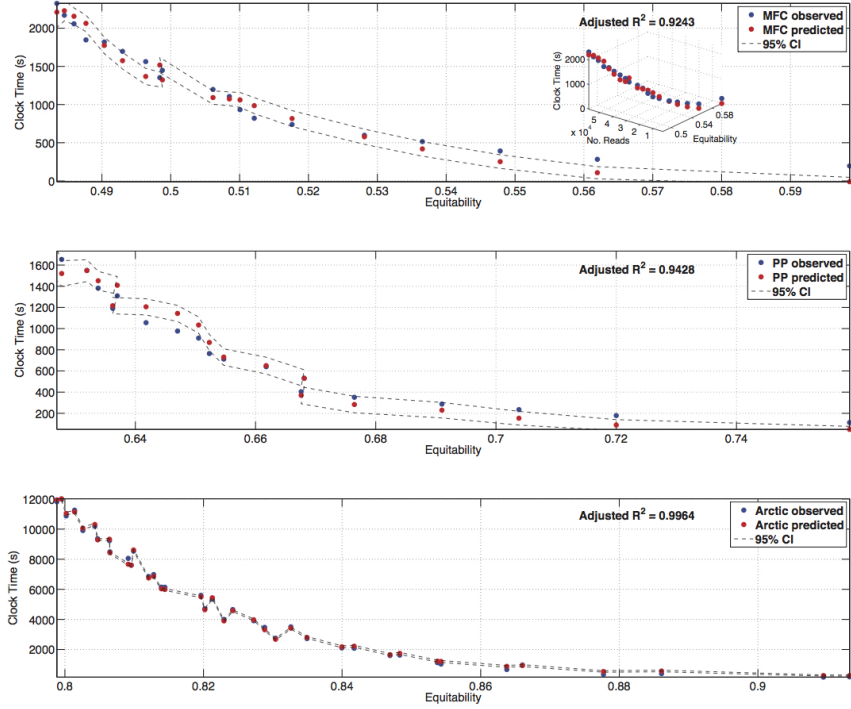 Adjusted R² = 0.9243
MFC observed
MFC predicted
95% CI
Clock Time (s)
2000
1500
1000
500
0
0.49 0.5 0.51 0.52 0.53 0.54 0.55 0.56 0.57 0.58 0.59
Equitability
Clock Time (s)
2000
1000
0
5 4 3 2 1
x 10⁴
No. Reads
0.5 0.54 0.58
Equitability
Adjusted R² = 0.9428
PP observed
PP predicted
95% CI
Clock Time (s)
1600
1400
1200
1000
800
600
400
200
0.64 0.66 0.68 0.7 0.72 0.74
Equitability
Adjusted R² = 0.9964
Arctic observed
Arctic predicted
95% CI
Clock Time (s)
12000
10000
8000
6000
4000
2000
0.8 0.82 0.84 0.86 0.88 0.9
Equitability